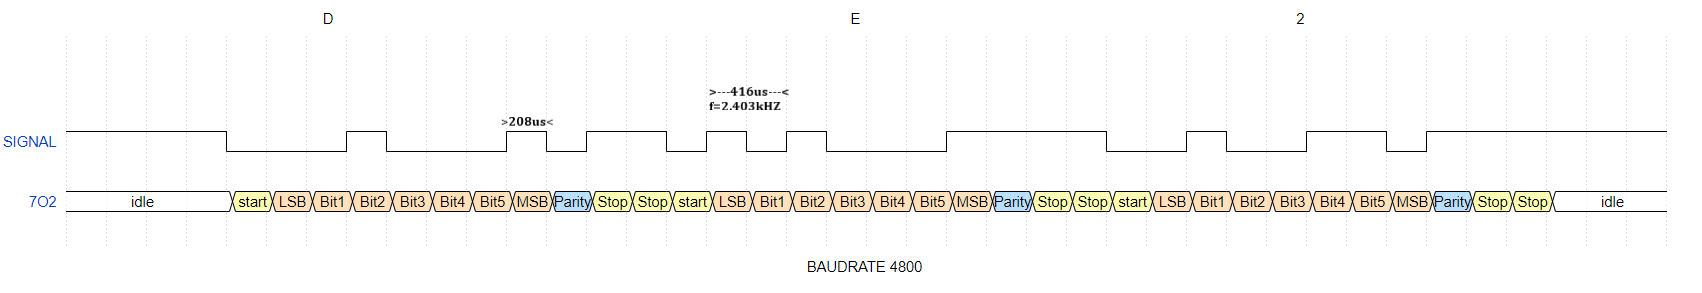 D E 2
>---416us---<
f=2.403kHZ
>208us<
SIGNAL
7O2 idle start LSB Bit1 Bit2 Bit3 Bit4 Bit5 MSB Parity Stop Stop start LSB Bit1 Bit2 Bit3 Bit4 Bit5 MSB Parity Stop Stop start LSB Bit1 Bit2 Bit3 Bit4 Bit5 MSB Parity Stop Stop idle
BAUDRATE 4800